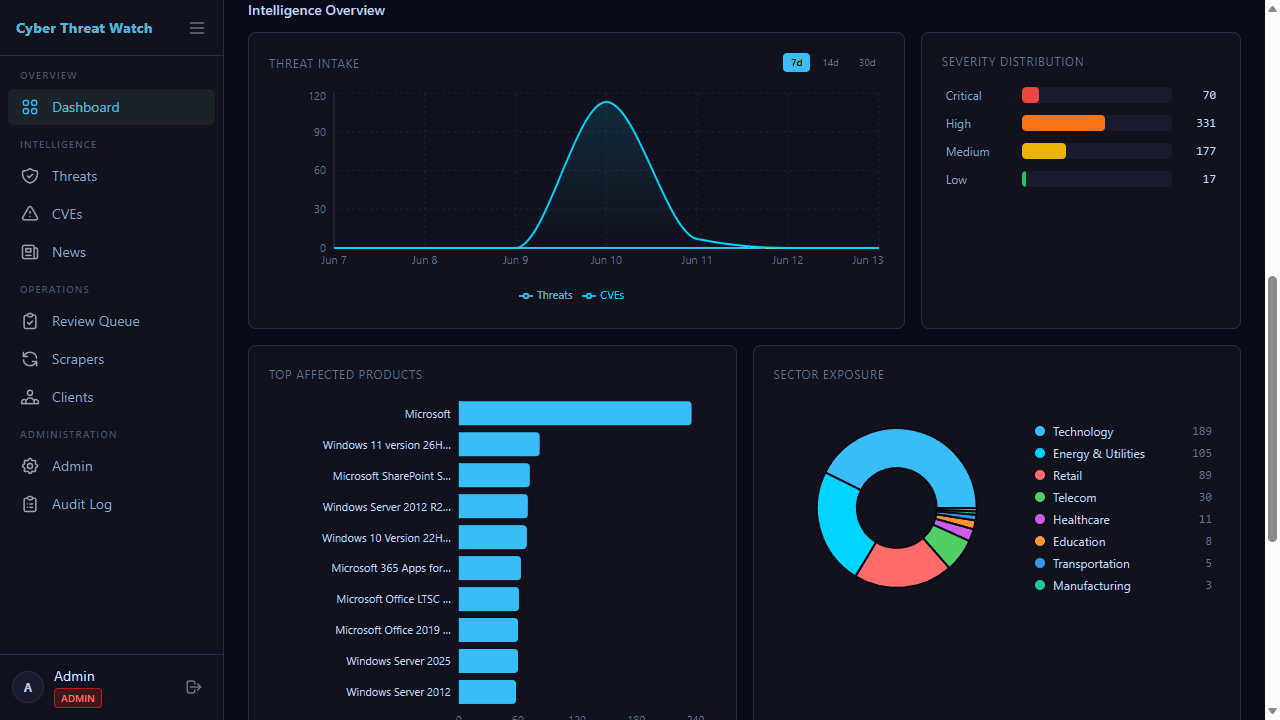 Cyber Threat Watch
OVERVIEW
Dashboard
INTELLIGENCE
Threats
CVEs
News
OPERATIONS
Review Queue
Scrapers
Clients
ADMINISTRATION
Admin
Audit Log
A
Admin
ADMIN
Intelligence Overview
THREAT INTAKE
7d 14d 30d
120
90
60
30
0
Jun 7 Jun 8 Jun 9 Jun 10 Jun 11 Jun 12 Jun 13
Threats CVEs
SEVERITY DISTRIBUTION
Critical 70
High 331
Medium 177
Low 17
TOP AFFECTED PRODUCTS
Microsoft
Windows 11 version 26H...
Microsoft SharePoint S...
Windows Server 2012 R2...
Windows 10 Version 22H...
Microsoft 365 Apps for...
Microsoft Office LTSC ...
Microsoft Office 2019 ...
Windows Server 2025
Windows Server 2012
0 60 120 180 240
SECTOR EXPOSURE
Technology 189
Energy & Utilities 105
Retail 89
Telecom 30
Healthcare 11
Education 8
Transportation 5
Manufacturing 3